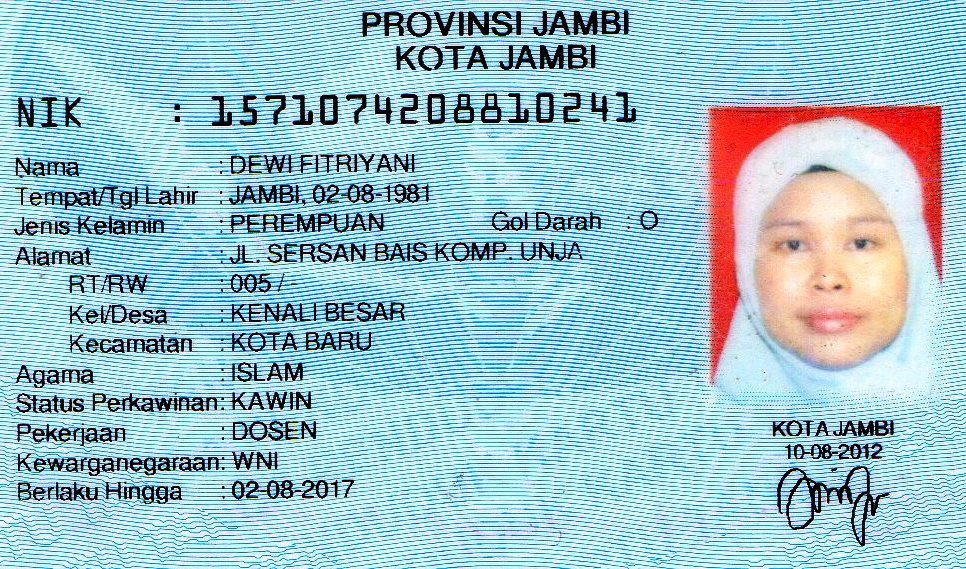 PROVINSI JAMBI
KOTA JAMBI
NIK : 1571074208810241
Nama : DEWI FITRIYANI
Tempat/Tgl Lahir : JAMBI, 02-08-1981
Jenis Kelamin : PEREMPUAN Gol Darah : O
Alamat : JL. SERSAN BAIS KOMP. UNJA
RT/RW : 005 / -
Kel/Desa : KENALI BESAR
Kecamatan : KOTA BARU
Agama : ISLAM
Status Perkawinan: KAWIN
Pekerjaan : DOSEN
Kewarganegaraan: WNI
Berlaku Hingga : 02-08-2017
KOTA JAMBI
10-08-2012